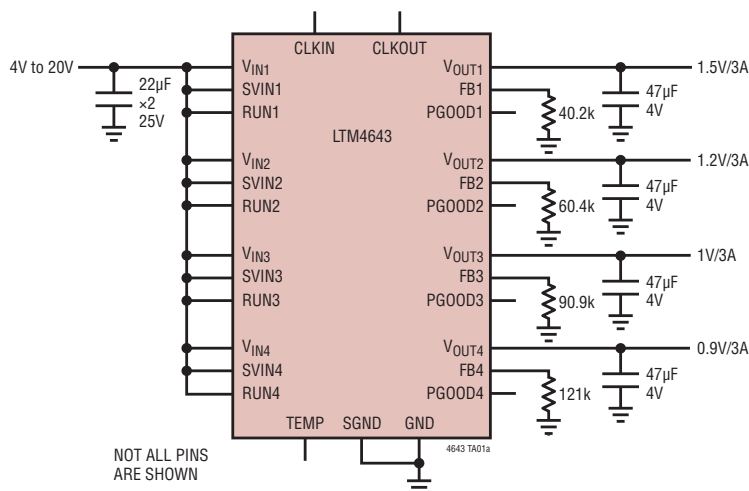 CLKIN CLKOUT
4V to 20V
22µF
×2
25V
VIN1
SVIN1
RUN1
VIN2
SVIN2
RUN2
VIN3
SVIN3
RUN3
VIN4
SVIN4
RUN4
LTM4643
VOUT1
FB1
PGOOD1
VOUT2
FB2
PGOOD2
VOUT3
FB3
PGOOD3
VOUT4
FB4
PGOOD4
40.2k
47µF
4V
1.5V/3A
60.4k
47µF
4V
1.2V/3A
90.9k
47µF
4V
1V/3A
121k
47µF
4V
0.9V/3A
TEMP SGND GND
4643 TA01a
NOT ALL PINS
ARE SHOWN